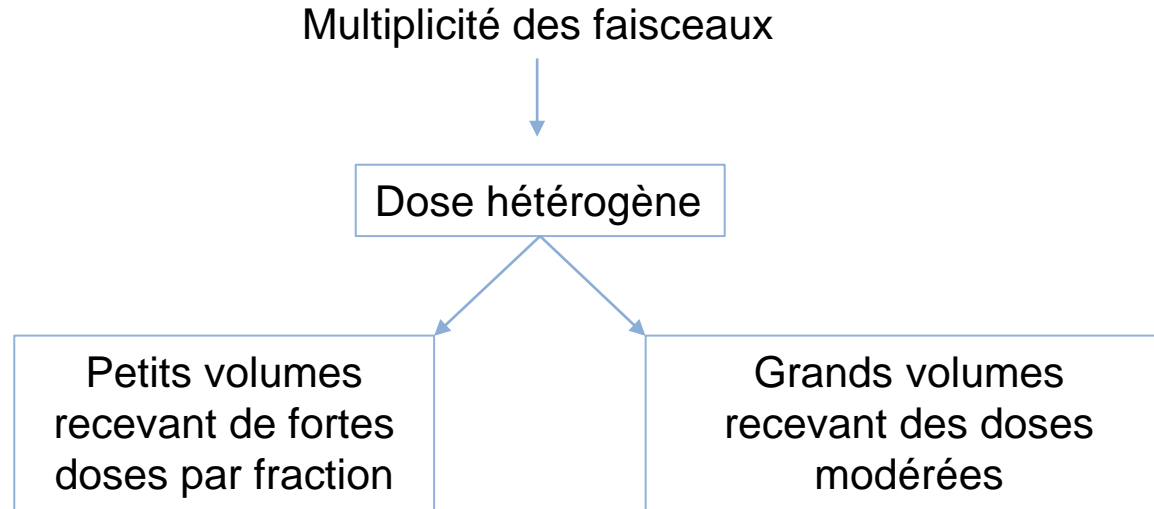 Multiplicité des faisceaux
Dose hétérogène
Petits volumes
recevant de fortes
doses par fraction
Grands volumes
recevant des doses
modérées